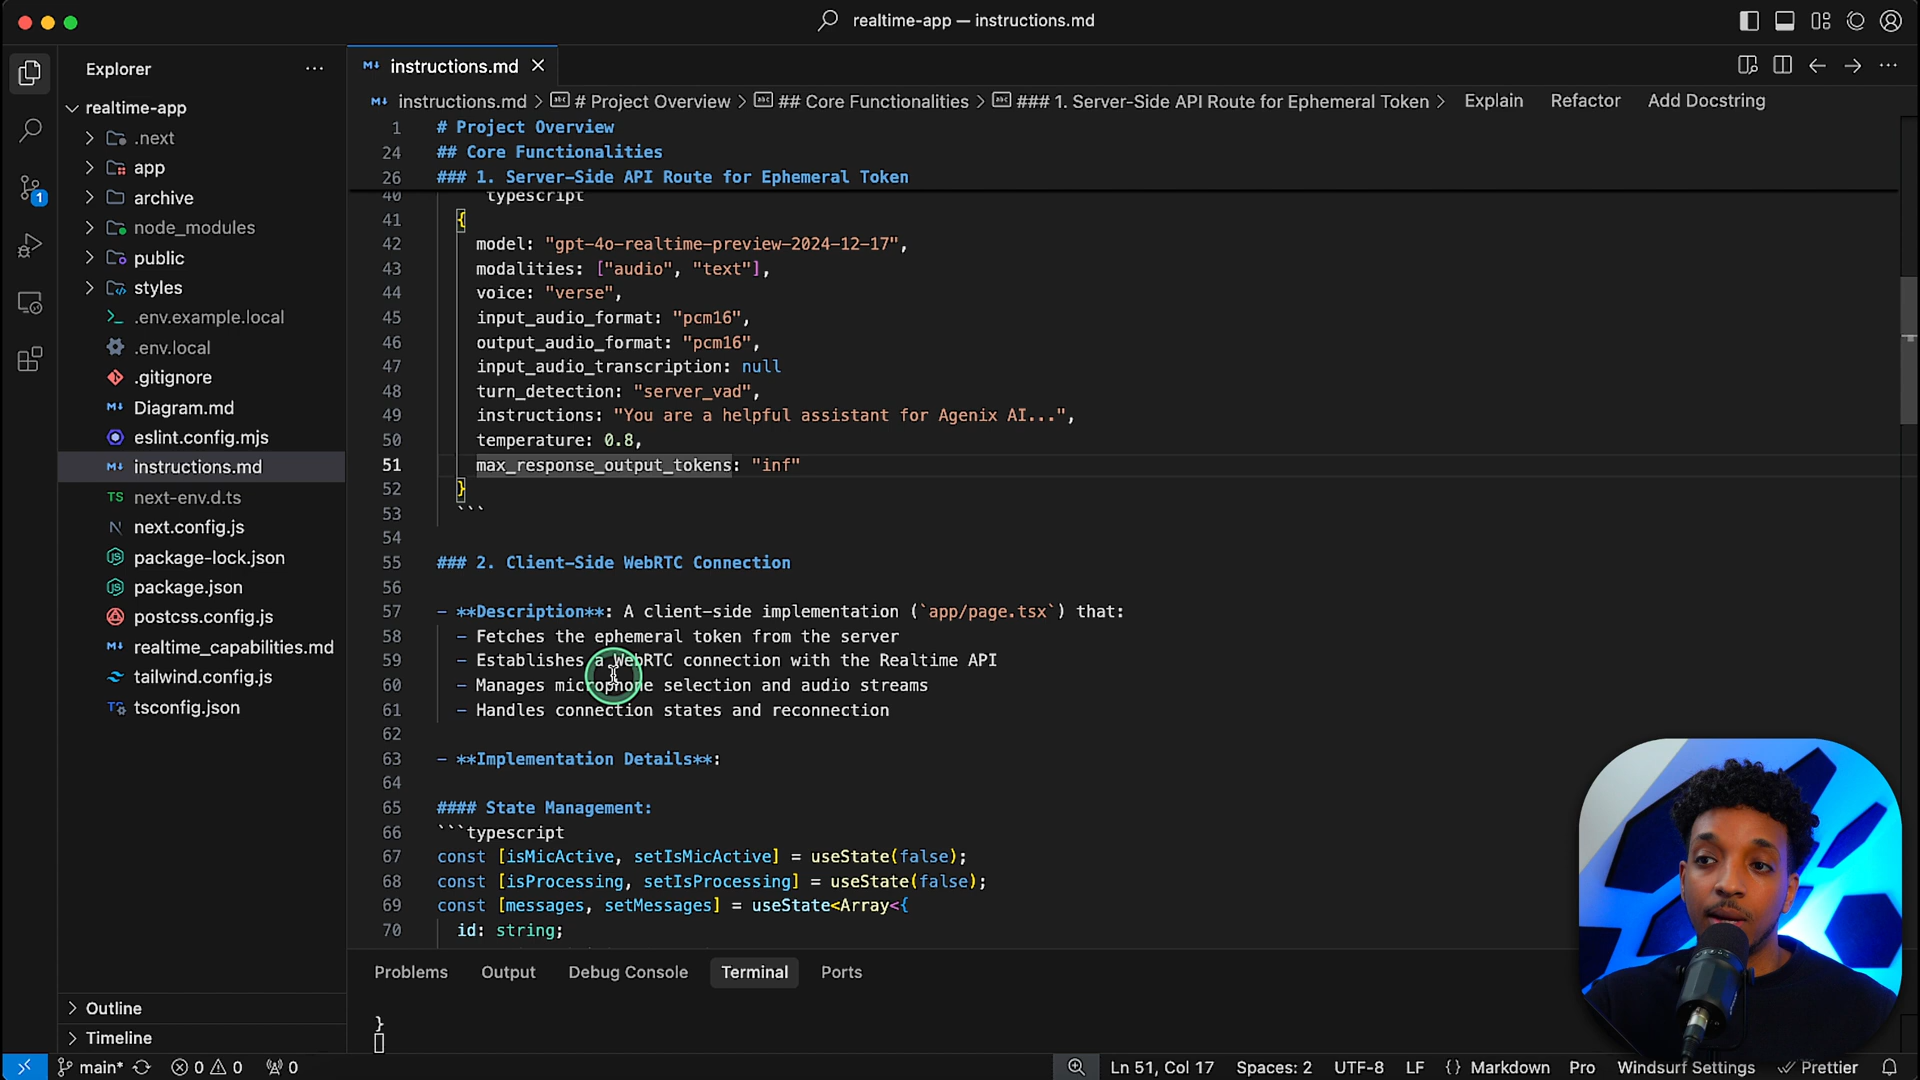 realtime-app — instructions.md
Explorer
instructions.md
realtime-app
instructions.md > # Project Overview > ## Core Functionalities > ### 1. Server-Side API Route for Ephemeral Token > Explain Refactor Add Docstring
.next
app
archive
node_modules
public
styles
.env.example.local
.env.local
.gitignore
Diagram.md
eslint.config.mjs
instructions.md
next-env.d.ts
next.config.js
package-lock.json
package.json
postcss.config.js
realtime_capabilities.md
tailwind.config.js
tsconfig.json
Outline
Timeline
1 # Project Overview
24 ## Core Functionalities
26 ### 1. Server-Side API Route for Ephemeral Token
40 typescript
41 {
42 model: "gpt-4o-realtime-preview-2024-12-17",
43 modalities: ["audio", "text"],
44 voice: "verse",
45 input_audio_format: "pcm16",
46 output_audio_format: "pcm16",
47 input_audio_transcription: null
48 turn_detection: "server_vad",
49 instructions: "You are a helpful assistant for Agenix AI...",
50 temperature: 0.8,
51 max_response_output_tokens: "inf"
52 }
53 ```
54
55 ### 2. Client-Side WebRTC Connection
56
57 - **Description**: A client-side implementation (`app/page.tsx`) that:
58 - Fetches the ephemeral token from the server
59 - Establishes a WebRTC connection with the Realtime API
60 - Manages microphone selection and audio streams
61 - Handles connection states and reconnection
62
63 - **Implementation Details**:
64
65 #### State Management:
66 ```typescript
67 const [isMicActive, setIsMicActive] = useState(false);
68 const [isProcessing, setIsProcessing] = useState(false);
69 const [messages, setMessages] = useState<Array<{
70 id: string;
Problems Output Debug Console Terminal Ports
}
1
main* 0 0 0 Ln 51, Col 17 Spaces: 2 UTF-8 LF {} Markdown Pro Windsurf Settings Prettier